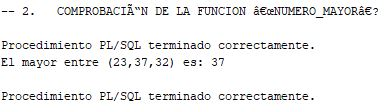 -- 2. COMPROBACIÃ“N DE LA FUNCION â€œNUMERO_MAYORâ€?
Procedimiento PL/SQL terminado correctamente.
El mayor entre (23,37,32) es: 37
Procedimiento PL/SQL terminado correctamente.